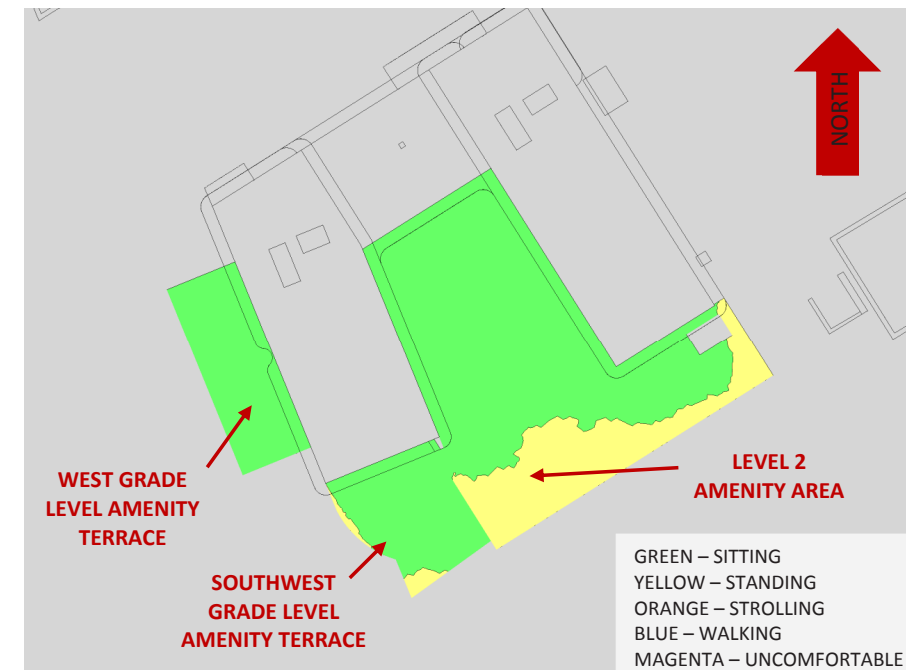 NORTH
WEST GRADE
LEVEL AMENITY
TERRACE
SOUTHWEST
GRADE LEVEL
AMENITY TERRACE
LEVEL 2
AMENITY AREA
GREEN – SITTING
YELLOW – STANDING
ORANGE – STROLLING
BLUE – WALKING
MAGENTA – UNCOMFORTABLE